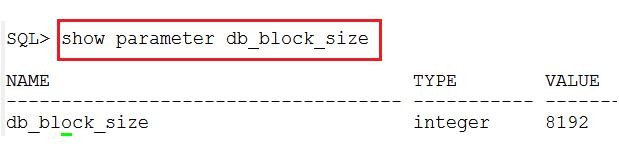 SQL> show parameter db_block_size
NAME TYPE VALUE
------------------------------------ ----------- -------
db_block_size integer 8192